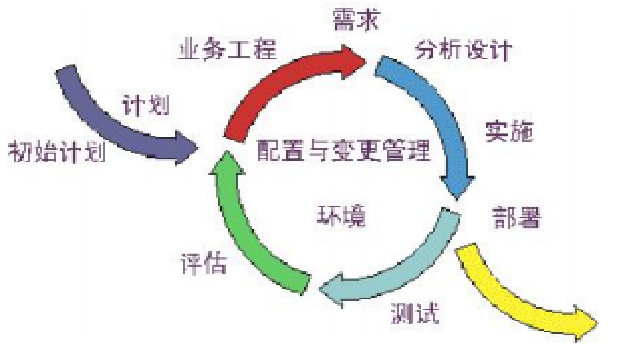 需求
业务工程
分析设计
计划
初始计划
配置与变更管理
实施
环境
部署
评估
测试